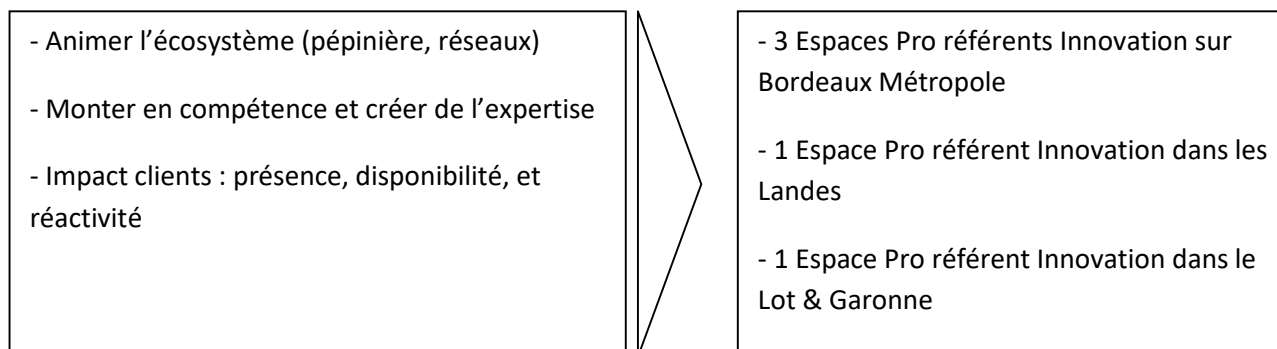 - Animer l’écosystème (pépinière, réseaux)
- Monter en compétence et créer de l’expertise
- Impact clients : présence, disponibilité, et
réactivité
- 3 Espaces Pro référents Innovation sur
Bordeaux Métropole
- 1 Espace Pro référent Innovation dans les
Landes
- 1 Espace Pro référent Innovation dans le
Lot & Garonne